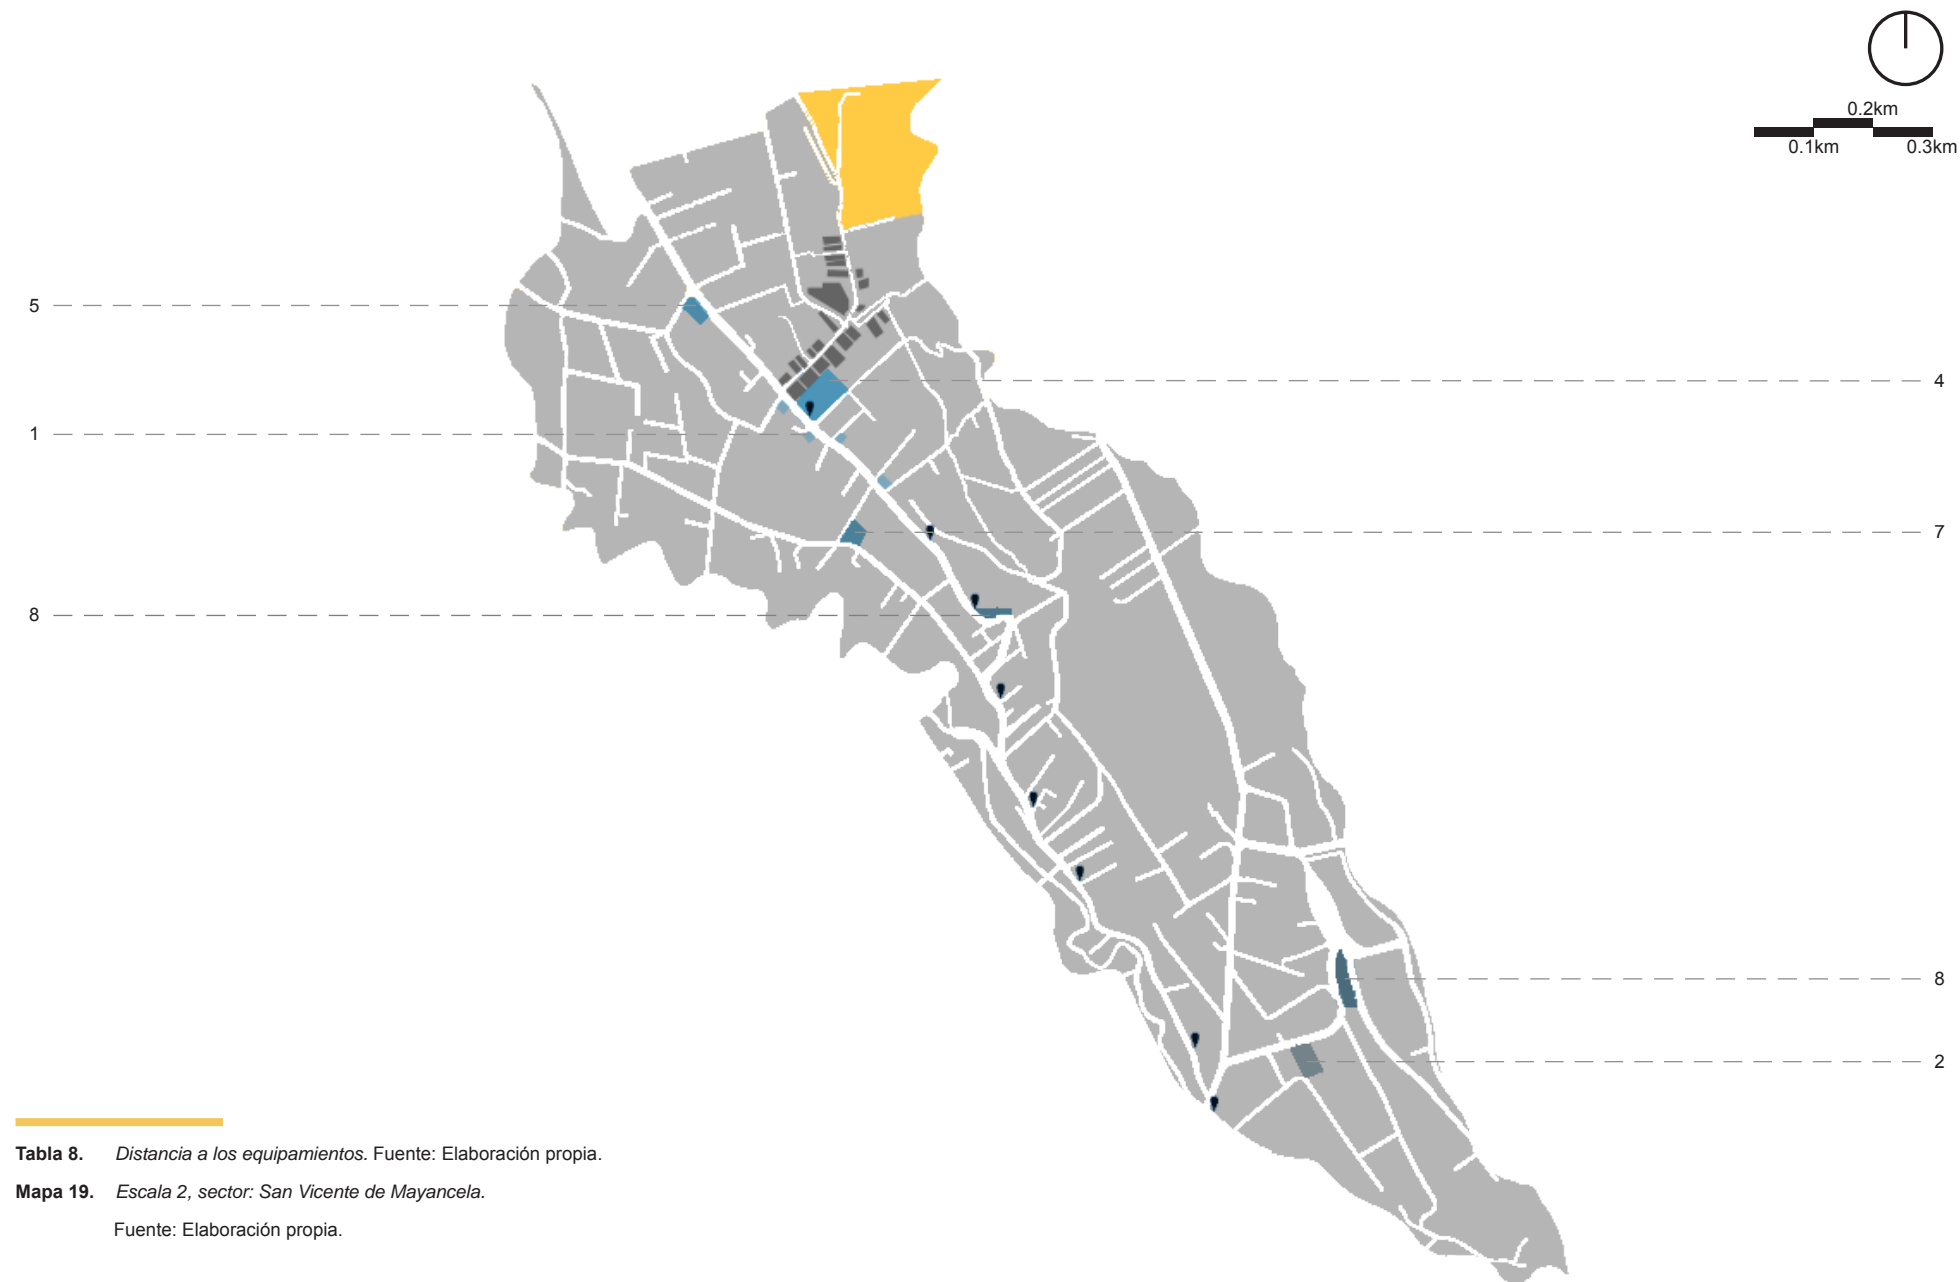 0.2km
0.1km 0.3km
5
4
1
7
8
8
2
Tabla 8. Distancia a los equipamientos. Fuente: Elaboración propia.
Mapa 19. Escala 2, sector: San Vicente de Mayancela.
Fuente: Elaboración propia.